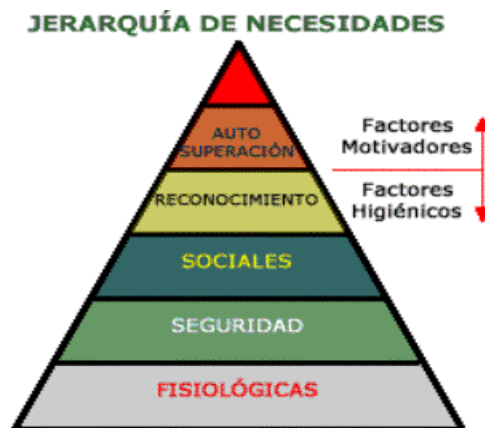 JERARQUÍA DE NECESIDADES
AUTO
SUPERACIÓN
Factores
Motivadores
RECONOCIMIENTO
Factores
Higiénicos
SOCIALES
SEGURIDAD
FISIOLÓGICAS